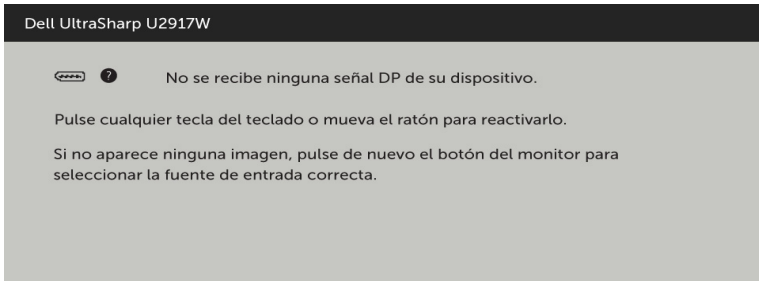 Dell UltraSharp U2917W
? No se recibe ninguna señal DP de su dispositivo.
Pulse cualquier tecla del teclado o mueva el ratón para reactivarlo.
Si no aparece ninguna imagen, pulse de nuevo el botón del monitor para
seleccionar la fuente de entrada correcta.